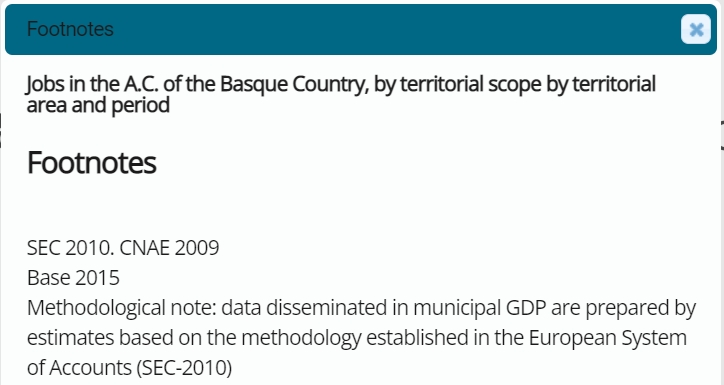 Footnotes
Jobs in the A.C. of the Basque Country, by territorial scope by territorial
area and period
Footnotes
SEC 2010. CNAE 2009
Base 2015
Methodological note: data disseminated in municipal GDP are prepared by
estimates based on the methodology established in the European System
of Accounts (SEC-2010)